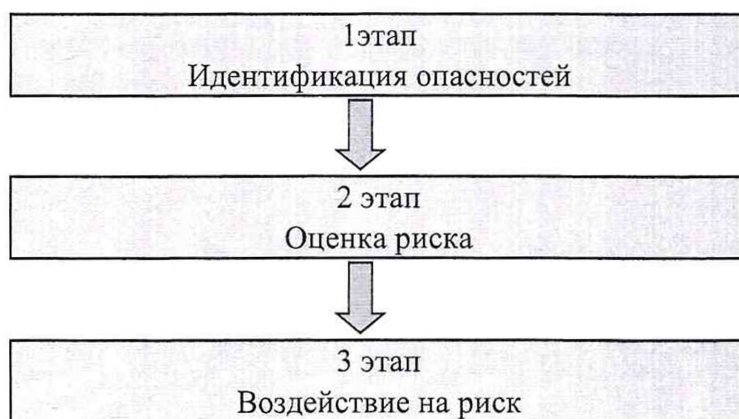 1этап
Идентификация опасностей
2 этап
Оценка риска
3 этап
Воздействие на риск